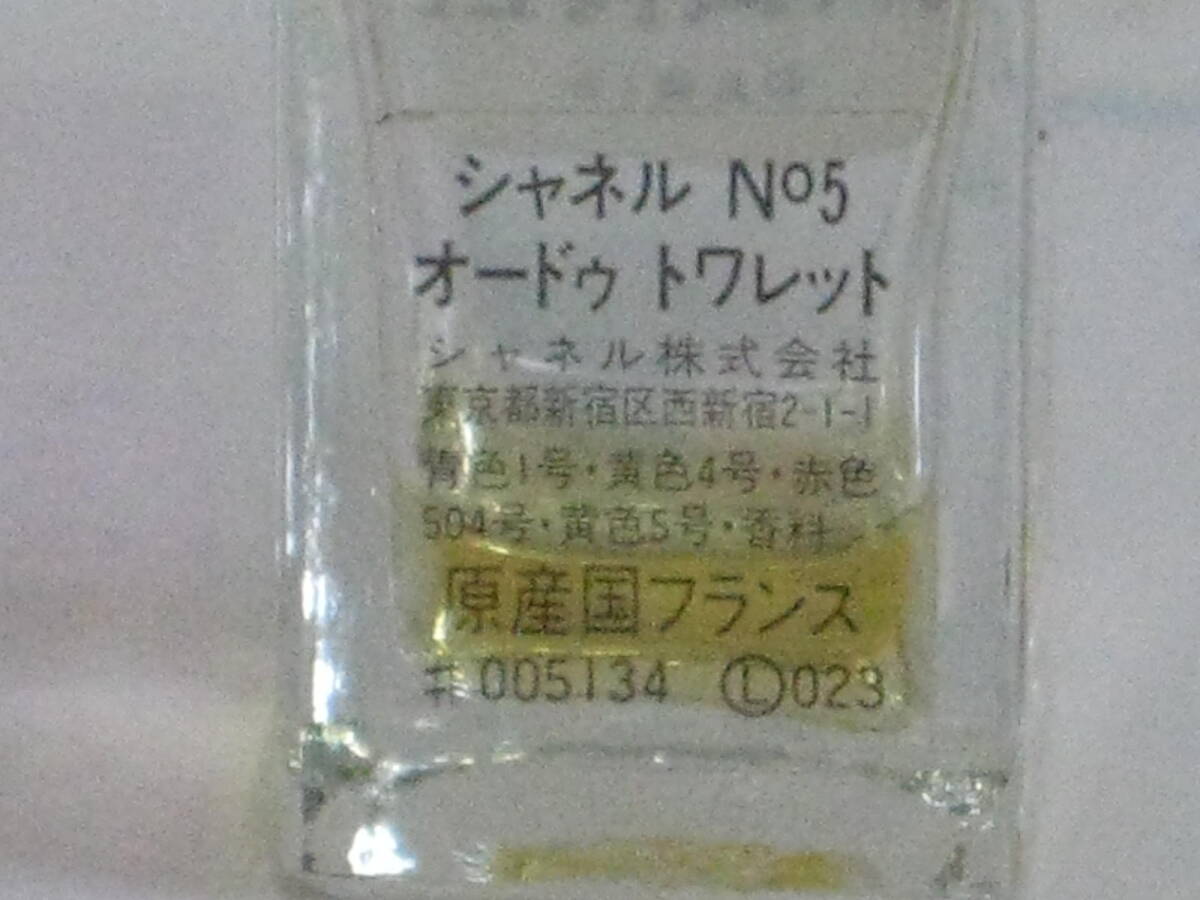 シャネル Nº5
オードゥ トワレット
シャネル株式会社
東京都新宿区西新宿2-1-1
青色1号・黄色4号・赤色
504号・黄色5号・香料
原産国フランス
♯005134 Ⓛ023